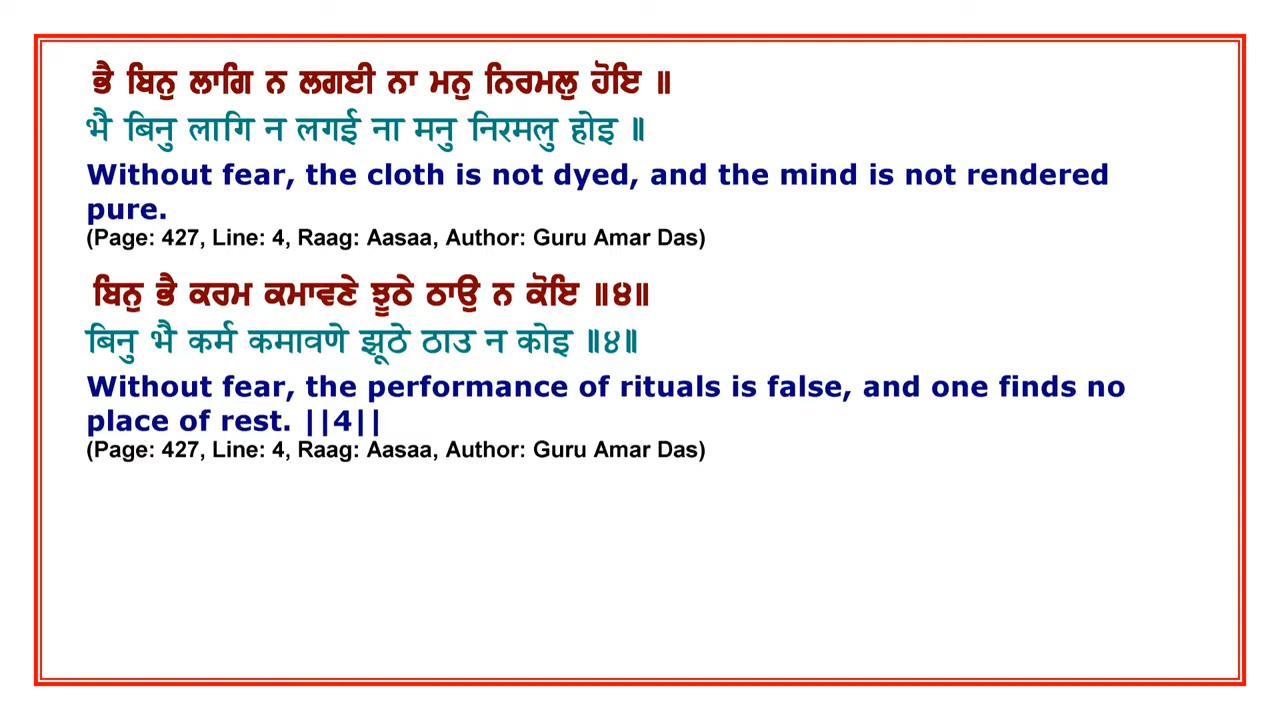 ਭੈ ਬਿਨੁ ਲਾਗਿ ਨ ਲਗਈ ਨਾ ਮਨੁ ਨਿਰਮਲੁ ਹੋਇ ॥
भै बिनु लागि न लगई ना मनु निरमलु होइ ॥
Without fear, the cloth is not dyed, and the mind is not rendered
pure.
(Page: 427, Line: 4, Raag: Aasaa, Author: Guru Amar Das)
ਬਿਨੁ ਭੈ ਕਰਮ ਕਮਾਵਣੇ ਝੂਠੇ ਠਾਉ ਨ ਕੋਇ ॥੪॥
बिनु भै कर्म कमावणे झूठे ठाउ न कोइ ॥४॥
Without fear, the performance of rituals is false, and one finds no
place of rest. ||4||
(Page: 427, Line: 4, Raag: Aasaa, Author: Guru Amar Das)